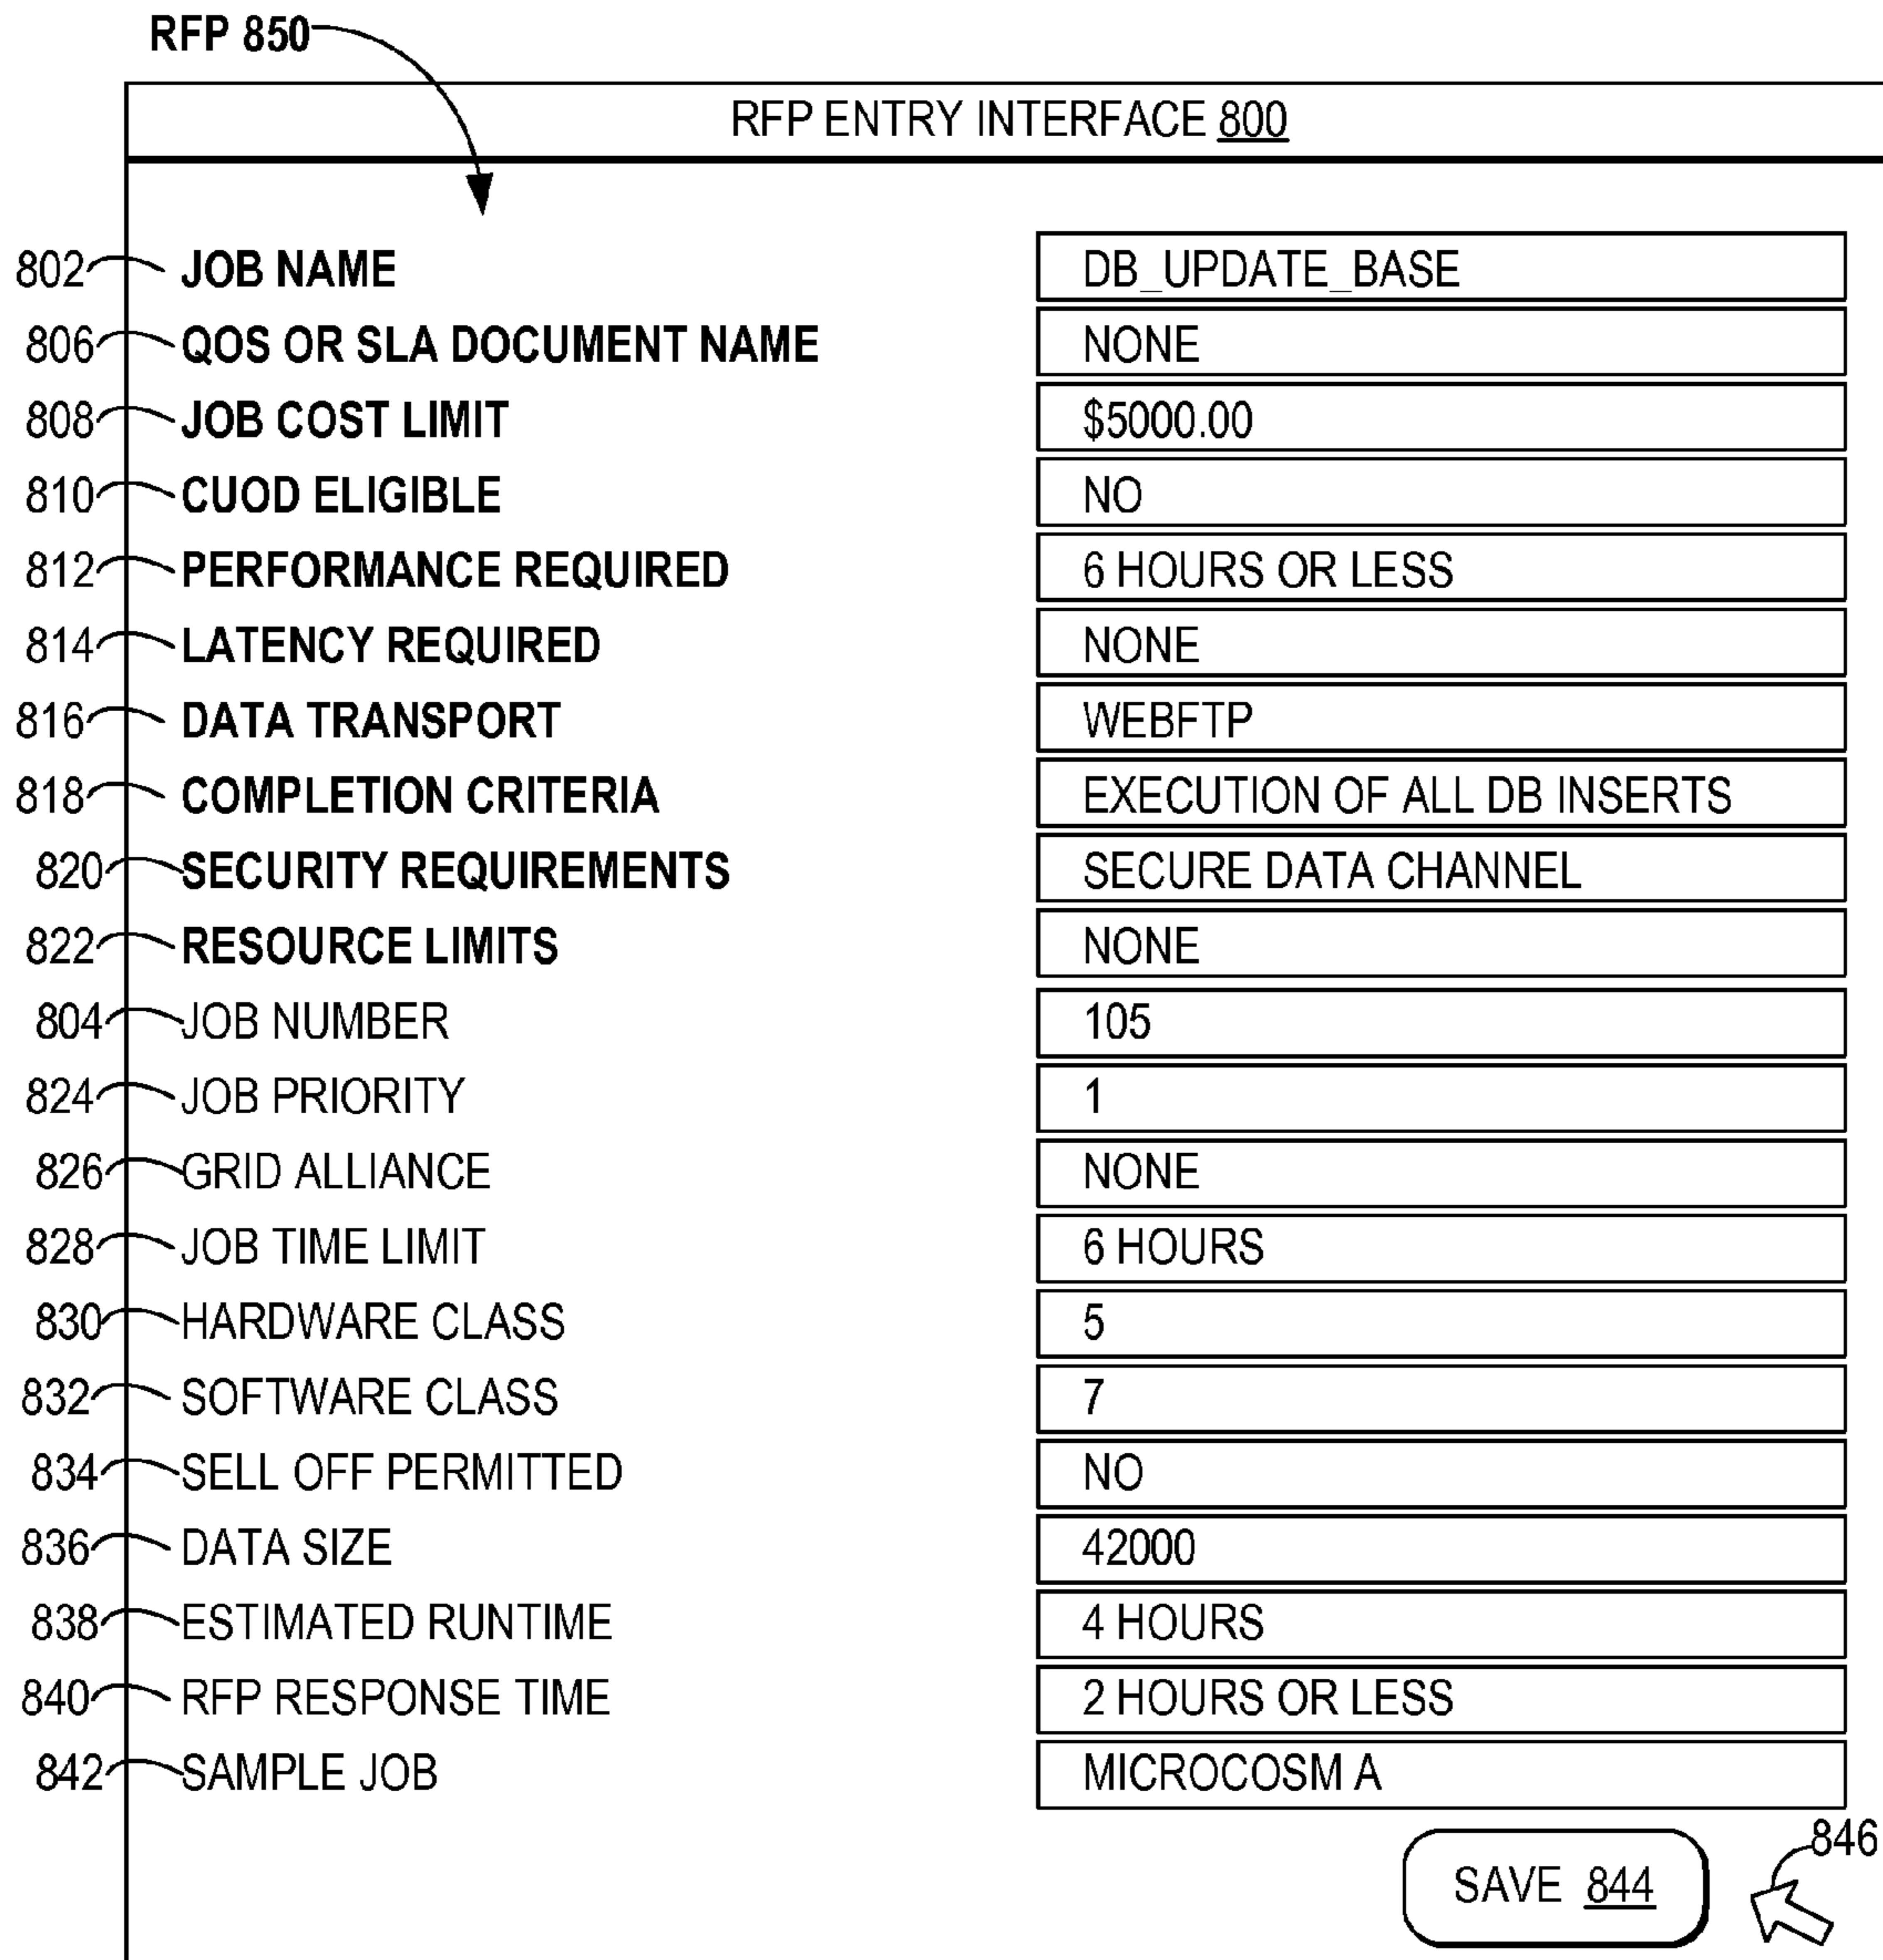 RFP 850
RFP ENTRY INTERFACE 800
802 JOB NAME DB_UPDATE_BASE
806 QOS OR SLA DOCUMENT NAME NONE
808 JOB COST LIMIT $5000.00
810 CUOD ELIGIBLE NO
812 PERFORMANCE REQUIRED 6 HOURS OR LESS
814 LATENCY REQUIRED NONE
816 DATA TRANSPORT WEBFTP
818 COMPLETION CRITERIA EXECUTION OF ALL DB INSERTS
820 SECURITY REQUIREMENTS SECURE DATA CHANNEL
822 RESOURCE LIMITS NONE
804 JOB NUMBER 105
824 JOB PRIORITY 1
826 GRID ALLIANCE NONE
828 JOB TIME LIMIT 6 HOURS
830 HARDWARE CLASS 5
832 SOFTWARE CLASS 7
834 SELL OFF PERMITTED NO
836 DATA SIZE 42000
838 ESTIMATED RUNTIME 4 HOURS
840 RFP RESPONSE TIME 2 HOURS OR LESS
842 SAMPLE JOB MICROCOSM A
846
SAVE 844